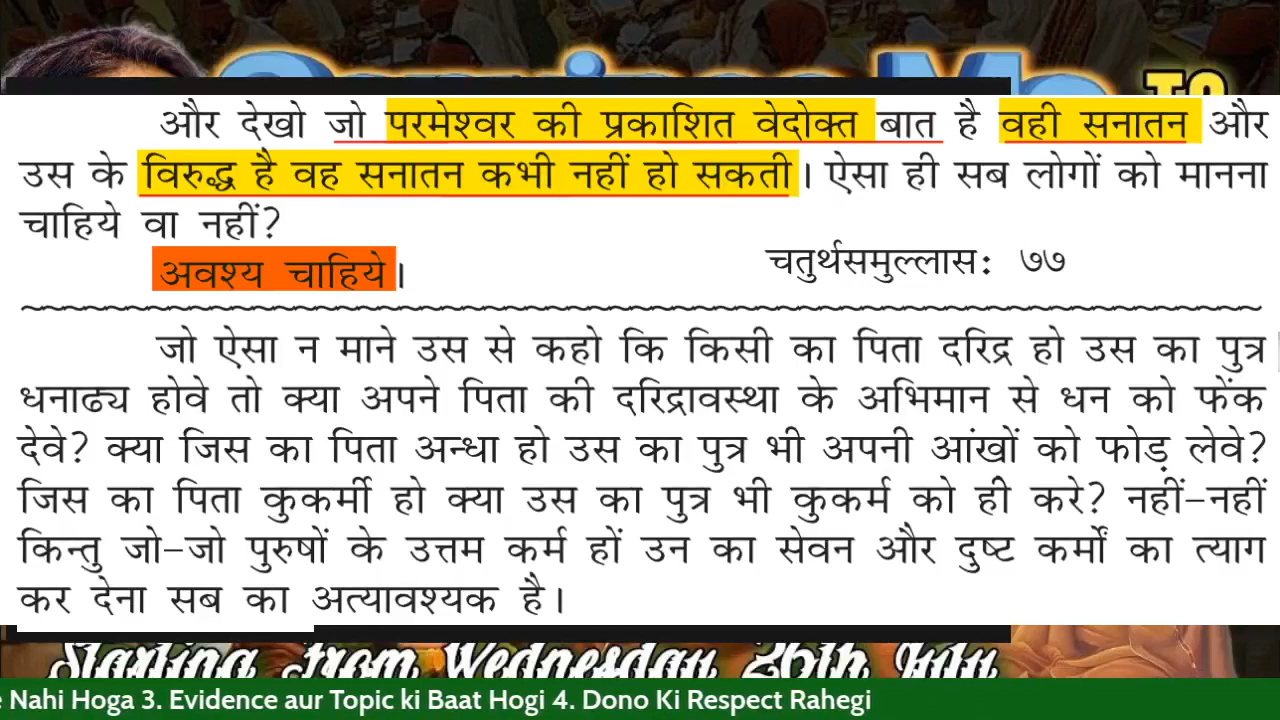 TO
और देखो जो परमेश्वर की प्रकाशित वेदोक्त बात है वही सनातन और
उस के विरुद्ध है वह सनातन कभी नहीं हो सकती। ऐसा ही सब लोगों को मानना
चाहिये वा नहीं?
अवश्य चाहिये।
चतुर्थसमुल्लासः ७७
जो ऐसा न माने उस से कहो कि किसी का पिता दरिद्र हो उस का पुत्र
धनाढ्य होवे तो क्या अपने पिता की दरिद्रावस्था के अभिमान से धन को फेंक
देवे? क्या जिस का पिता अन्धा हो उस का पुत्र भी अपनी आंखों को फोड़ लेवे?
जिस का पिता कुकर्मी हो क्या उस का पुत्र भी कुकर्म को ही करे? नहीं-नहीं
किन्तु जो-जो पुरुषों के उत्तम कर्म हों उन का सेवन और दुष्ट कर्मों का त्याग
कर देना सब का अत्यावश्यक है।
Starting from Wednesday, 26th July
Nahi Hoga 3. Evidence aur Topic ki Baat Hogi 4. Dono Ki Respect Rahegi